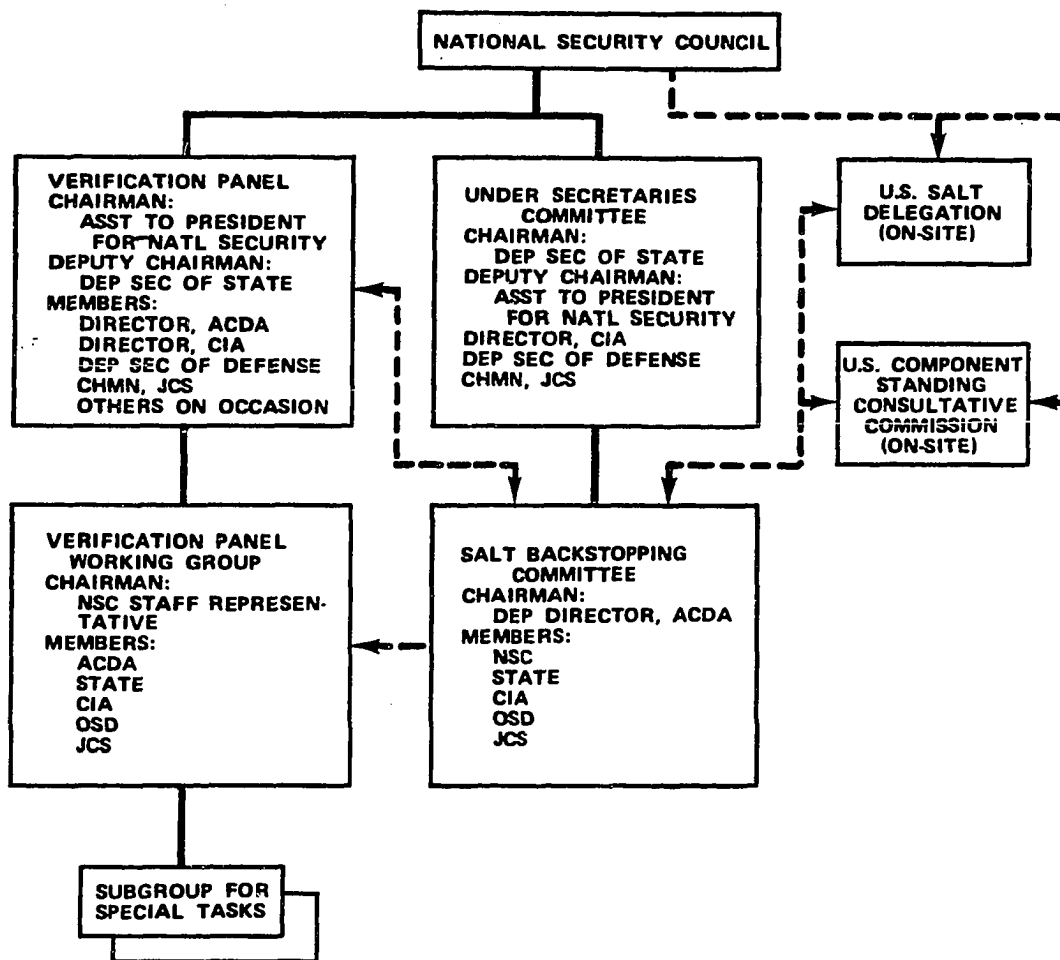 NATIONAL SECURITY COUNCIL
VERIFICATION PANEL
CHAIRMAN:
ASST TO PRESIDENT
FOR NATL SECURITY
DEPUTY CHAIRMAN:
DEP SEC OF STATE
MEMBERS:
DIRECTOR, ACDA
DIRECTOR, CIA
DEP SEC OF DEFENSE
CHMN, JCS
OTHERS ON OCCASION
UNDER SECRETARIES
COMMITTEE
CHAIRMAN:
DEP SEC OF STATE
DEPUTY CHAIRMAN:
ASST TO PRESIDENT
FOR NATL SECURITY
DIRECTOR, CIA
DEP SEC OF DEFENSE
CHMN, JCS
U.S. SALT
DELEGATION
(ON-SITE)
U.S. COMPONENT
STANDING
CONSULTATIVE
COMMISSION
(ON-SITE)
VERIFICATION PANEL
WORKING GROUP
CHAIRMAN:
NSC STAFF REPRESEN-
TATIVE
MEMBERS:
ACDA
STATE
CIA
OSD
JCS
SALT BACKSTOPPING
COMMITTEE
CHAIRMAN:
DEP DIRECTOR, ACDA
MEMBERS:
NSC
STATE
CIA
OSD
JCS
SUBGROUP FOR
SPECIAL TASKS